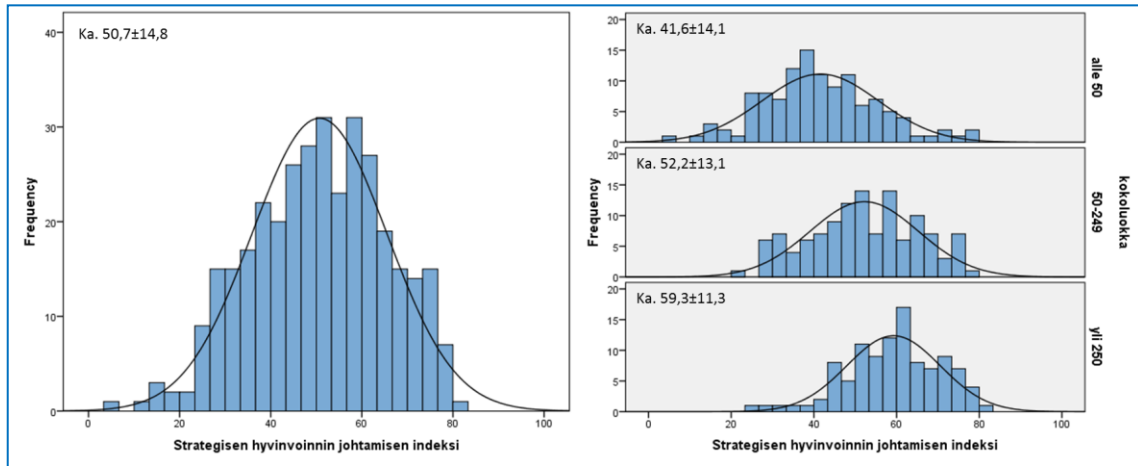 Ka. 50,7±14,8
Frequency
40
30
20
10
0
0 20 40 60 80 100
Strategisen hyvinvoinnin johtamisen indeksi
Ka. 41,6±14,1
20
15
10
5
0
alle 50
Ka. 52,2±13,1
Frequency
20
15
10
5
0
50-249
kokoluokka
Ka. 59,3±11,3
20
15
10
5
0
yli 250
0 20 40 60 80 100
Strategisen hyvinvoinnin johtamisen indeksi